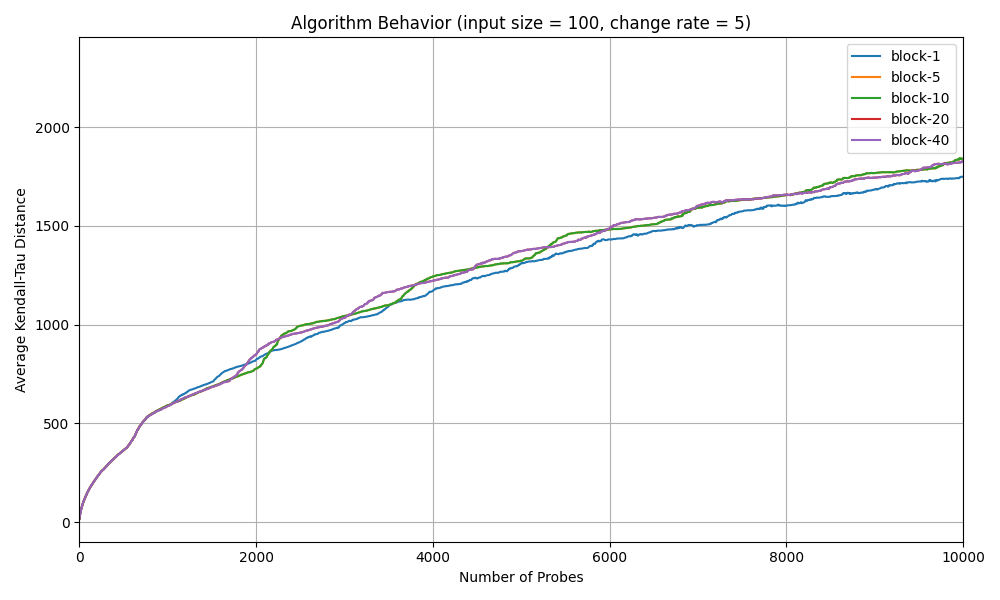 Algorithm Behavior (input size = 100, change rate = 5)
block-1
block-5
block-10
block-20
block-40
Average Kendall-Tau Distance
2000
1500
1000
500
0
0 2000 4000 6000 8000 10000
Number of Probes